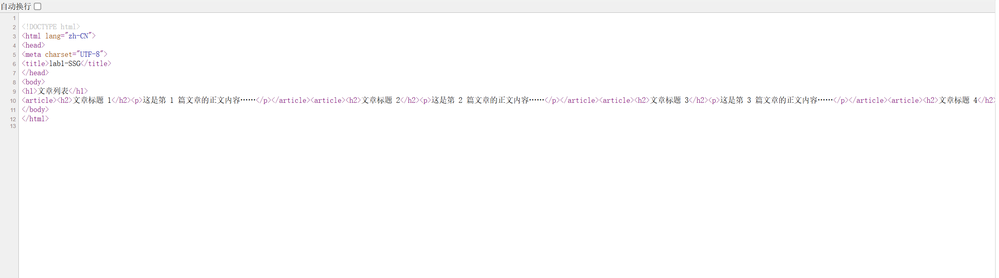 自动换行
1
2 <!DOCTYPE html>
3 <html lang="zh-CN">
4 <head>
5 <meta charset="UTF-8">
6 <title>lab1-SSG</title>
7 </head>
8 <body>
9 <h1>文章列表</h1>
10 <article><h2>文章标题 1</h2><p>这是第 1 篇文章的正文内容……</p></article><article><h2>文章标题 2</h2><p>这是第 2 篇文章的正文内容……</p></article><article><h2>文章标题 3</h2><p>这是第 3 篇文章的正文内容……</p></article><article><h2>文章标题 4</h2>
11 </body>
12 </html>
13